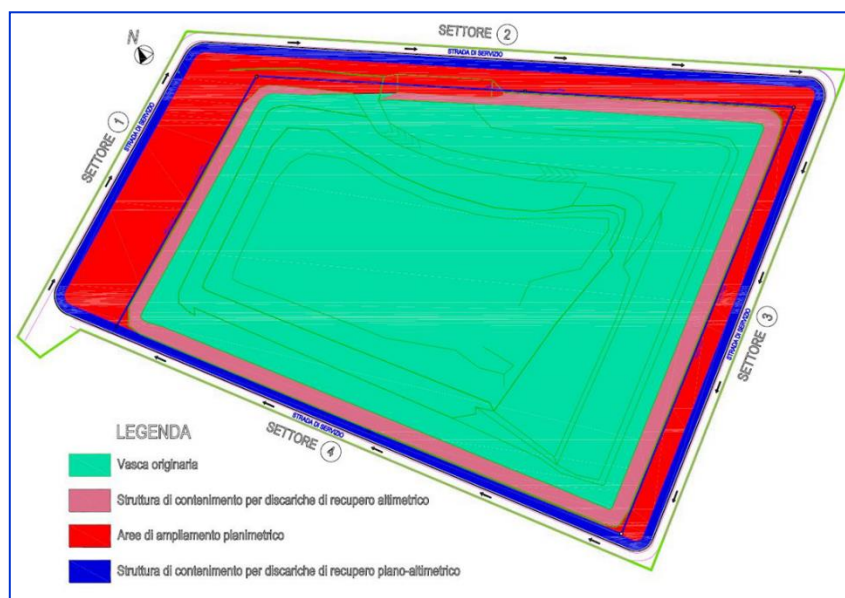 SETTORE 2
STRADA DI SERVIZIO
N
SETTORE 1
STRADA DI SERVIZIO
SETTORE 3
STRADA DI SERVIZIO
STRADA DI SERVIZIO
SETTORE 4
LEGENDA
Vasca originaria
Struttura di contenimento per discariche di recupero altimetrico
Aree di ampliamento planimetrico
Struttura di contenimento per discariche di recupero plano-altimetrico